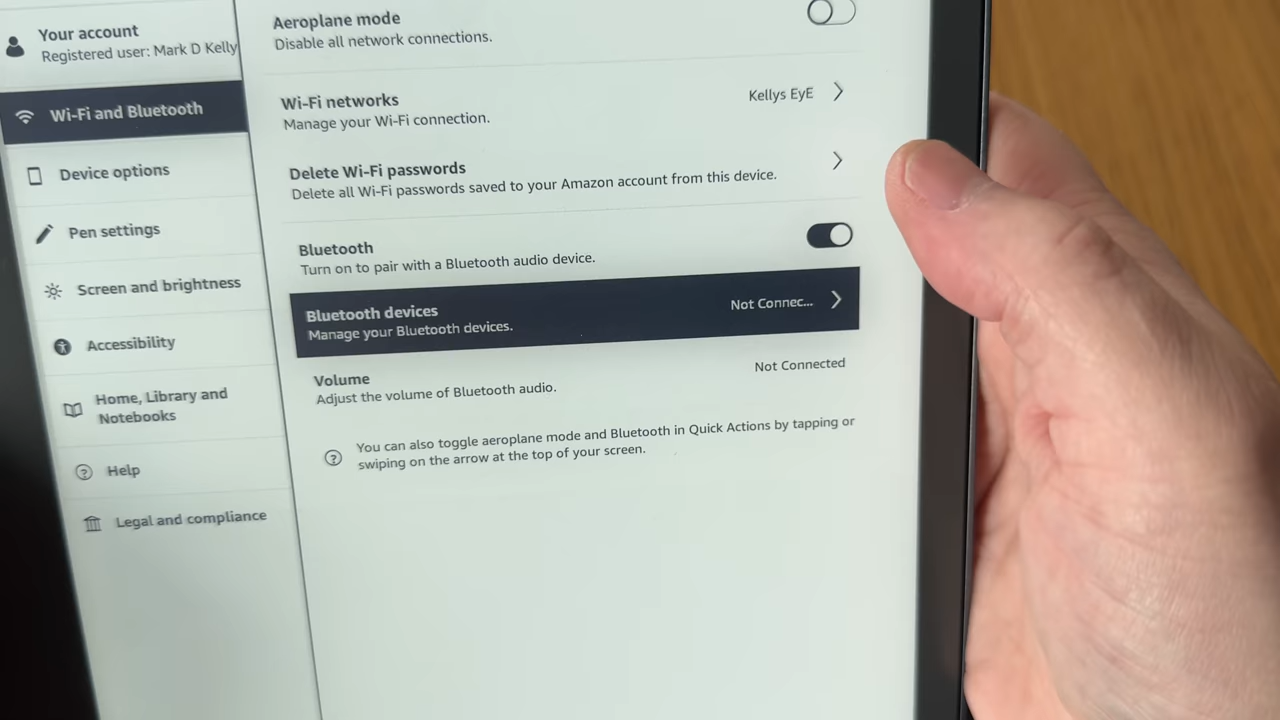 Your account
Registered user: Mark D Kelly
Wi-Fi and Bluetooth
Device options
Pen settings
Screen and brightness
Accessibility
Home, Library and
Notebooks
Help
Legal and compliance
Aeroplane mode
Disable all network connections.
Wi-Fi networks
Manage your Wi-Fi connection.
Kellys EyE
Delete Wi-Fi passwords
Delete all Wi-Fi passwords saved to your Amazon account from this device.
Bluetooth
Turn on to pair with a Bluetooth audio device.
Bluetooth devices
Manage your Bluetooth devices.
Not Connec...
Volume
Adjust the volume of Bluetooth audio.
Not Connected
You can also toggle aeroplane mode and Bluetooth in Quick Actions by tapping or
swiping on the arrow at the top of your screen.